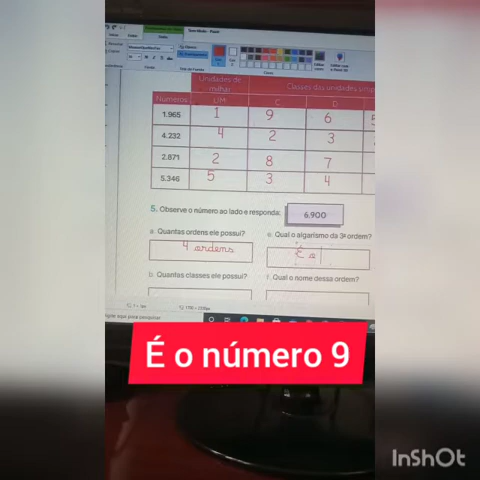 Unidades de milhar
Classes das unidades simp
Números UM C D
1.965 1 9 6
4.232 4 2 3
2.871 2 8 7
5.346 5 3 4
5. Observe o número ao lado e responda: 6.900
a. Quantas ordens ele possui?
4 ordens
e. Qual o algarismo da 3ª ordem?
É o
b. Quantas classes ele possui?
f. Qual o nome dessa ordem?
É o número 9
InShOt